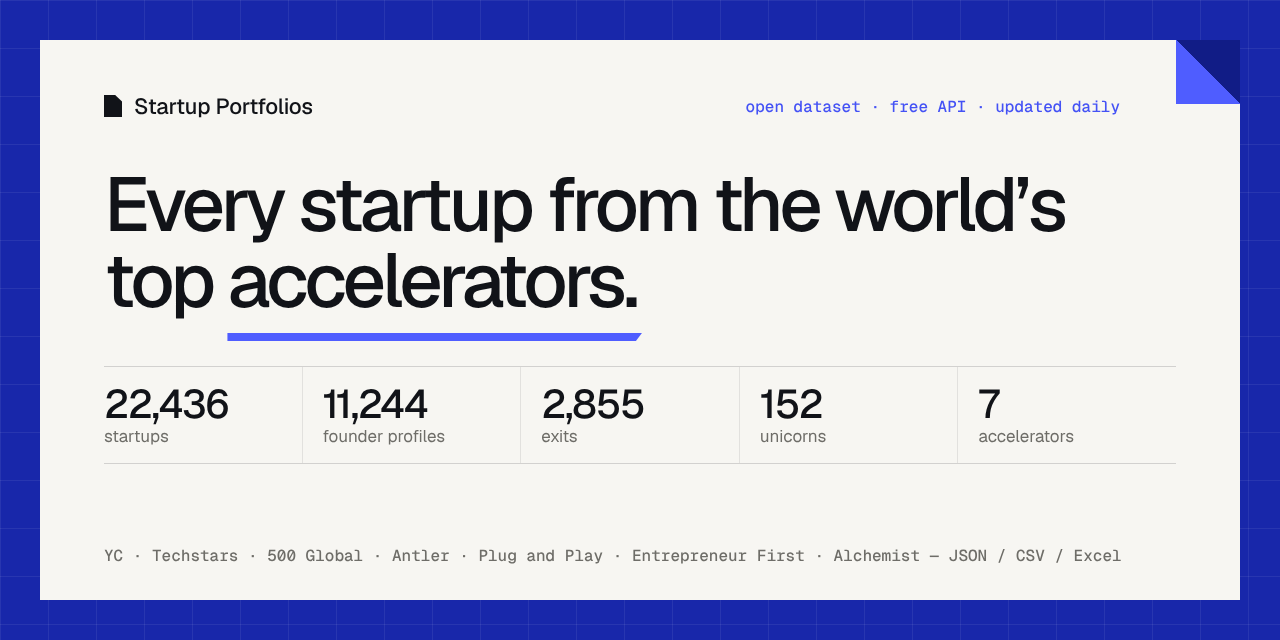 Startup Portfolios
open dataset · free API · updated daily
Every startup from the world’s
top accelerators.
22,436
startups
11,244
founder profiles
2,855
exits
152
unicorns
7
accelerators
YC · Techstars · 500 Global · Antler · Plug and Play · Entrepreneur First · Alchemist — JSON / CSV / Excel